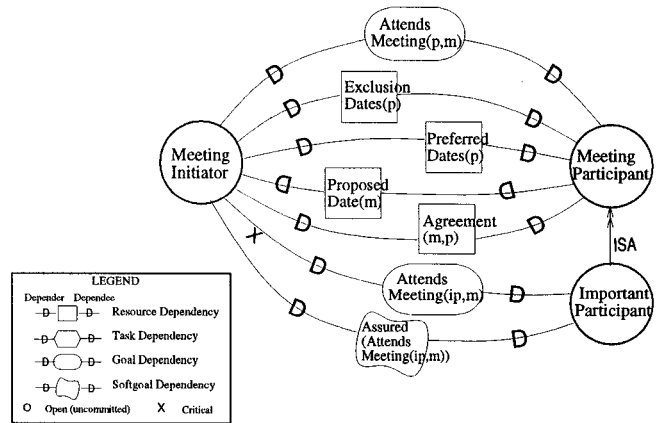 Attends
Meeting(p,m)
D
D
Exclusion
Dates(p)
D
D
Meeting
Initiator
D
Preferred
Dates(p)
D
Meeting
Participant
D
Proposed
Date(m)
D
D
Agreement
(m,p)
D
X
ISA
D
Attends
Meeting(ip,m)
D
Important
Participant
D
Assured
(Attends
Meeting(ip,m))
D
LEGEND
Depender Dependee
D D Resource Dependency
D D Task Dependency
D D Goal Dependency
D D Softgoal Dependency
O Open (uncommitted) X Critical